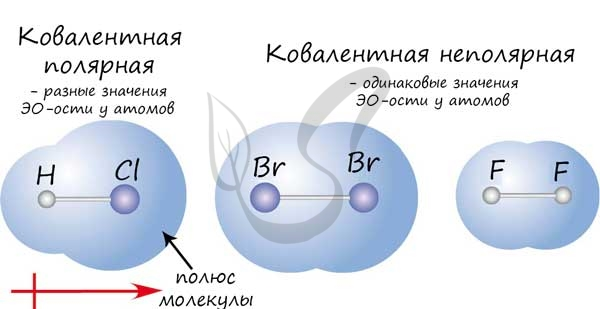 Ковалентная
полярная
- разные значения
ЭО-ости у атомов
H Cl
полюс
молекулы
Ковалентная неполярная
- одинаковые значения
ЭО-ости у атомов
Br Br
F F